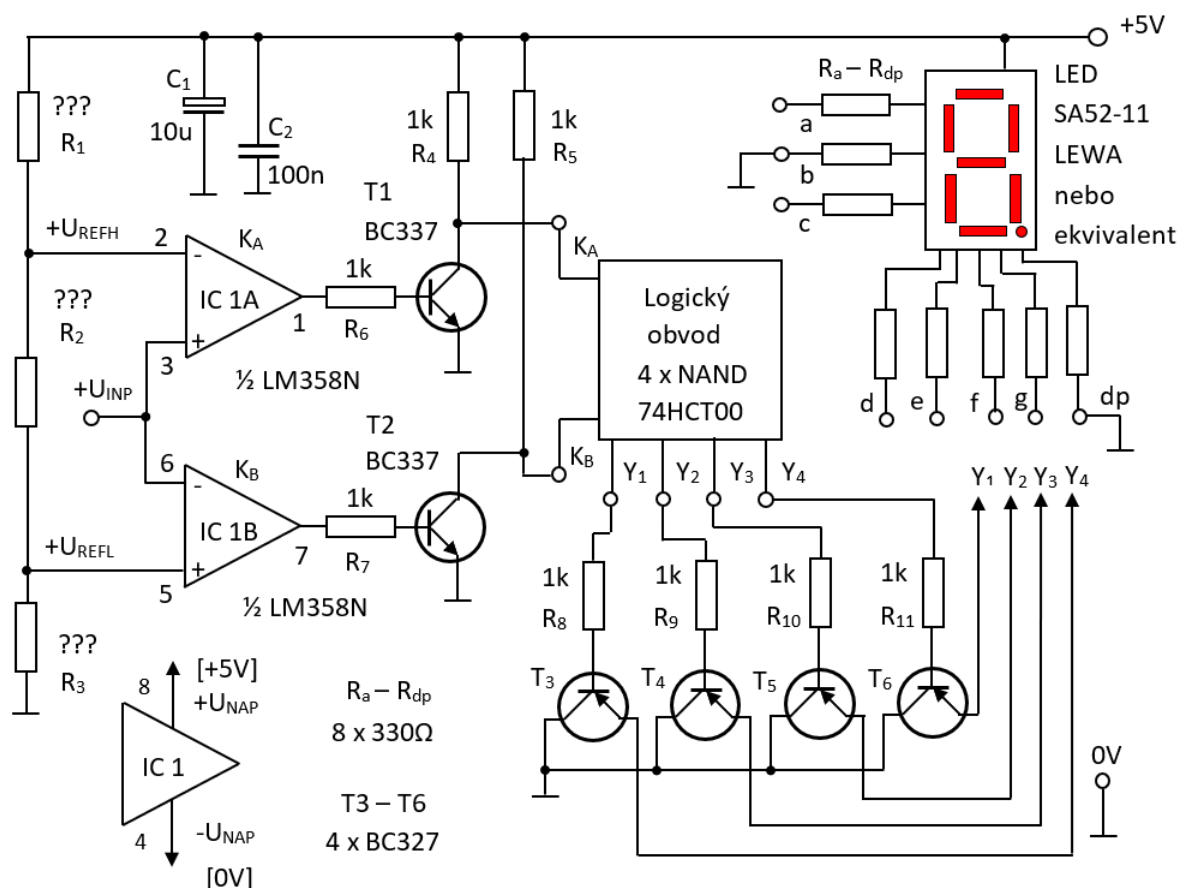 +5V
???
R1
C1
10u
C2
100n
1k
R4
1k
R5
Ra – Rdp
a
b
c
LED
SA52-11
LEWA
nebo
ekvivalent
T1
BC337
+UREFH
2
KA
-
IC 1A
+
3
1
1k
R6
½ LM358N
KA
Logický
obvod
4 x NAND
74HCT00
KB
???
R2
+UINP
d
e
f
g
dp
T2
BC337
6
KB
-
IC 1B
+
5
7
1k
R7
½ LM358N
+UREFL
Y1
Y2
Y3
Y4
Y1 Y2 Y3 Y4
1k
R8
1k
R9
1k
R10
1k
R11
???
R3
T3
T4
T5
T6
[+5V]
8
+UNAP
IC 1
4
-UNAP
[0V]
Ra – Rdp
8 x 330Ω
T3 – T6
4 x BC327
0V